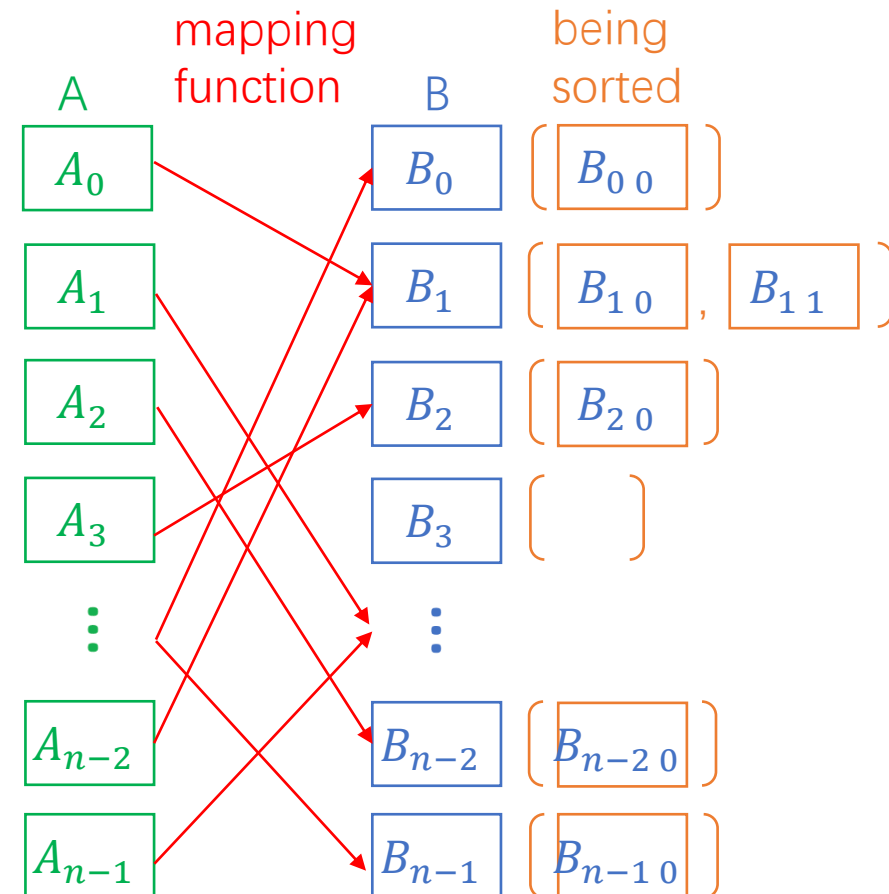 mapping being
function sorted
A B
A₀ B₀ ( B₀ ₀ )
A₁ B₁ ( B₁ ₀ , B₁ ₁ )
A₂ B₂ ( B₂ ₀ )
A₃ B₃ ( )
⋮ ⋮
Aₙ₋₂ Bₙ₋₂ ( Bₙ₋₂ ₀ )
Aₙ₋₁ Bₙ₋₁ ( Bₙ₋₁ ₀ )